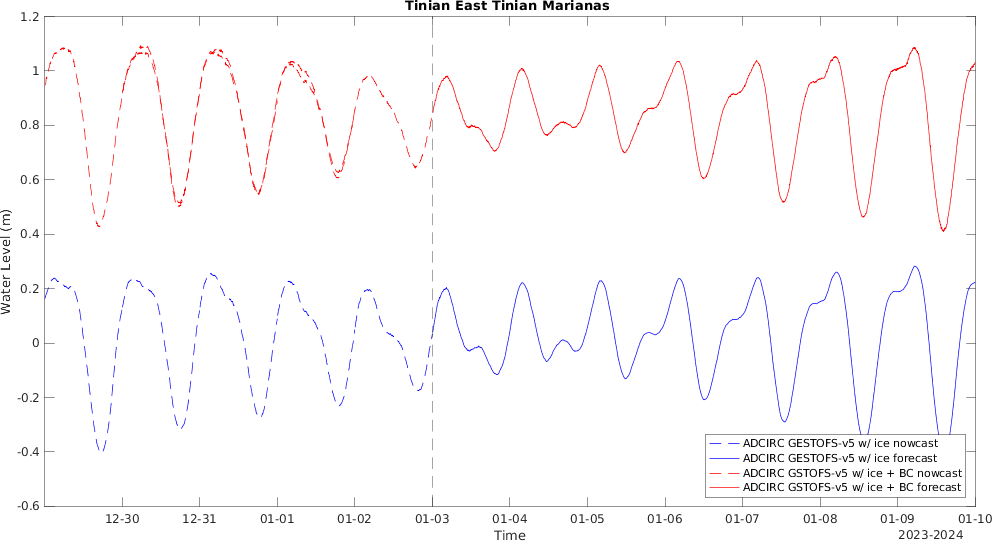 Tinian East Tinian Marianas
1.2
1
0.8
0.6
0.4
0.2
0
-0.2
-0.4
-0.6
Water Level (m)
ADCIRC GESTOFS-v5 w/ ice nowcast
ADCIRC GESTOFS-v5 w/ ice forecast
ADCIRC GSTOFS-v5 w/ ice + BC nowcast
ADCIRC GSTOFS-v5 w/ ice + BC forecast
12-30 12-31 01-01 01-02 01-03 01-04 01-05 01-06 01-07 01-08 01-09 01-10
Time
2023-2024